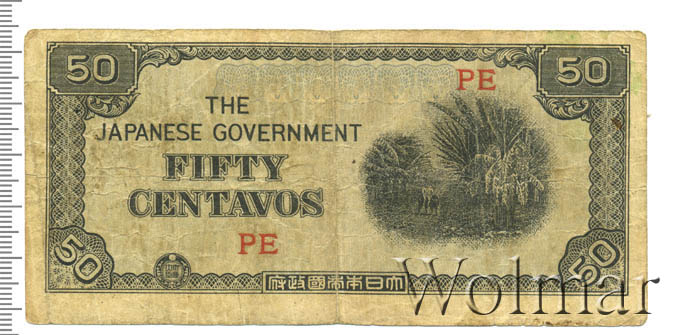 50 50
PE
THE
JAPANESE GOVERNMENT
FIFTY
CENTAVOS
PE
50 50
府政國帝本日大
Wolmar